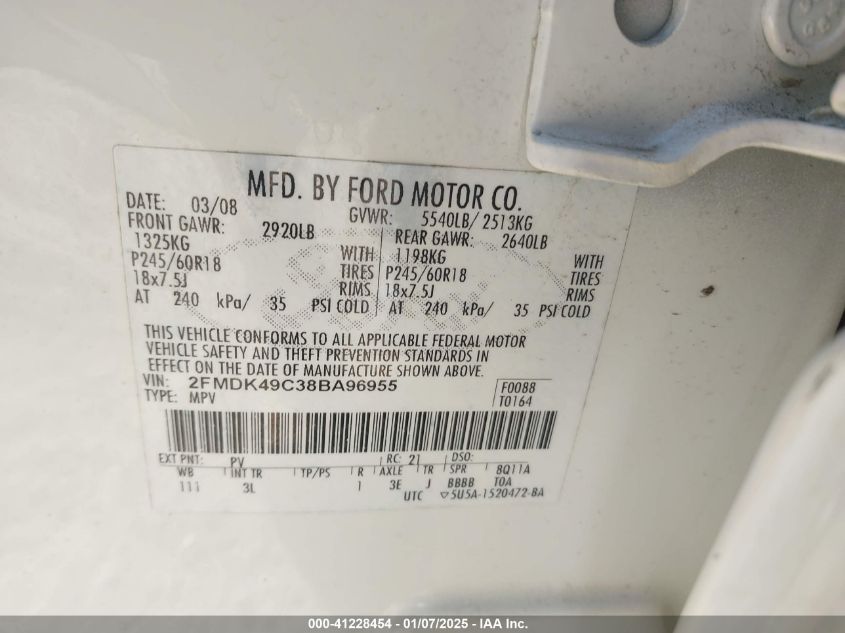 MFD. BY FORD MOTOR CO.
DATE: 03/08 GVWR: 5540LB/ 2513KG
FRONT GAWR: 2920LB REAR GAWR: 2640LB
1325KG WITH 1198KG WITH
P245/60R18 TIRES P245/60R18 TIRES
18x7.5J RIMS 18x7.5J RIMS
AT 240 kPa/ 35 PSI COLD AT 240 kPa/ 35 PSI COLD
THIS VEHICLE CONFORMS TO ALL APPLICABLE FEDERAL MOTOR
VEHICLE SAFETY AND THEFT PREVENTION STANDARDS IN
EFFECT ON THE DATE OF MANUFACTURE SHOWN ABOVE.
VIN: 2FMDK49C38BA96955 F0088
TYPE: MPV T0164
EXT PNT: PV RC: 21 DSO:
WB INT TR TP/PS R AXLE TR SPR 8Q11A
111 3L 1 3E J BBBB T0A
UTC ▽5U5A-1520472-BA
000-41228454 - 01/07/2025 - IAA Inc.